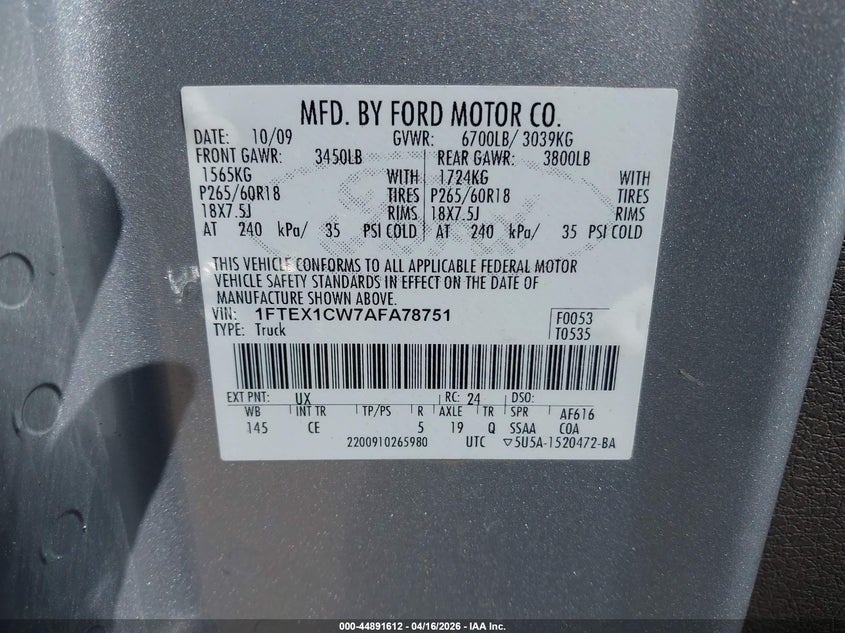 MFD. BY FORD MOTOR CO.
DATE: 10/09 GVWR: 6700LB/ 3039KG
FRONT GAWR: 3450LB REAR GAWR: 3800LB
1565KG WITH 1724KG WITH
P265/60R18 TIRES P265/60R18 TIRES
18X7.5J RIMS 18X7.5J RIMS
AT 240 kPa/ 35 PSI COLD AT 240 kPa/ 35 PSI COLD
THIS VEHICLE CONFORMS TO ALL APPLICABLE FEDERAL MOTOR
VEHICLE SAFETY STANDARDS IN EFFECT ON THE DATE OF
MANUFACTURE SHOWN ABOVE.
VIN: 1FTEX1CW7AFA78751 F0053
TYPE: Truck T0535
EXT PNT: UX RC: 24 DSO:
WB INT TR TP/PS R AXLE TR SPR AF616
145 CE 5 19 Q SSAA COA
2200910265980 UTC ▽5U5A-1520472-BA
000-44891612 - 04/16/2026 - IAA Inc.